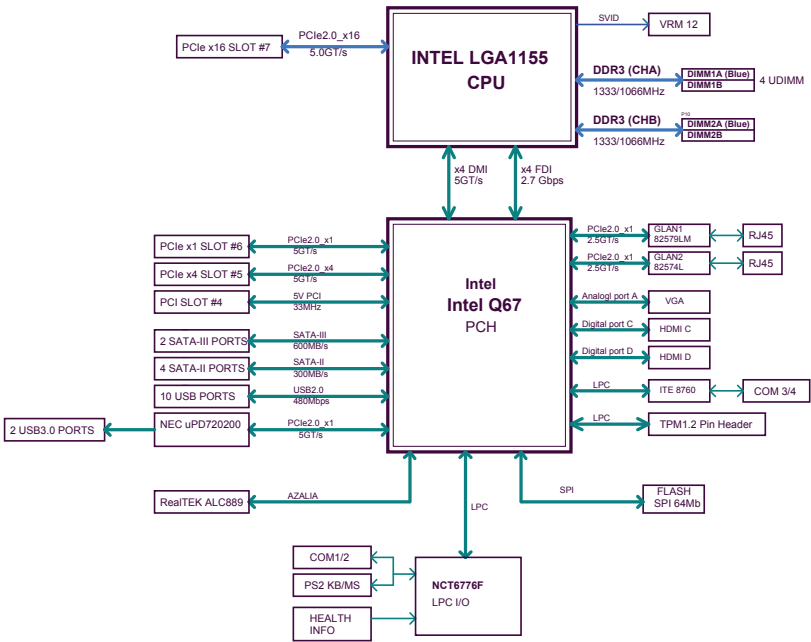 PCIe x16 SLOT #7
PCIe2.0_x16
5.0GT/s
INTEL LGA1155
CPU
SVID
VRM 12
DDR3 (CHA)
1333/1066MHz
DIMM1A (Blue)
DIMM1B
4 UDIMM
DDR3 (CHB)
1333/1066MHz
P10
DIMM2A (Blue)
DIMM2B
x4 DMI
5GT/s
x4 FDI
2.7 Gbps
PCIe x1 SLOT #6
PCIe2.0_x1
5GT/s
PCIe x4 SLOT #5
PCIe2.0_x4
5GT/s
PCI SLOT #4
5V PCI
33MHz
2 SATA-III PORTS
SATA-III
600MB/s
4 SATA-II PORTS
SATA-II
300MB/s
10 USB PORTS
USB2.0
480Mbps
2 USB3.0 PORTS
NEC uPD720200
PCIe2.0_x1
5GT/s
Intel
Intel Q67
PCH
PCIe2.0_x1
2.5GT/s
GLAN1
82579LM
RJ45
PCIe2.0_x1
2.5GT/s
GLAN2
82574L
RJ45
Analogl port A
VGA
Digital port C
HDMI C
Digital port D
HDMI D
LPC
ITE 8760
COM 3/4
LPC
TPM1.2 Pin Header
RealTEK ALC889
AZALIA
LPC
SPI
FLASH
SPI 64Mb
COM1/2
PS2 KB/MS
HEALTH
INFO
NCT6776F
LPC I/O